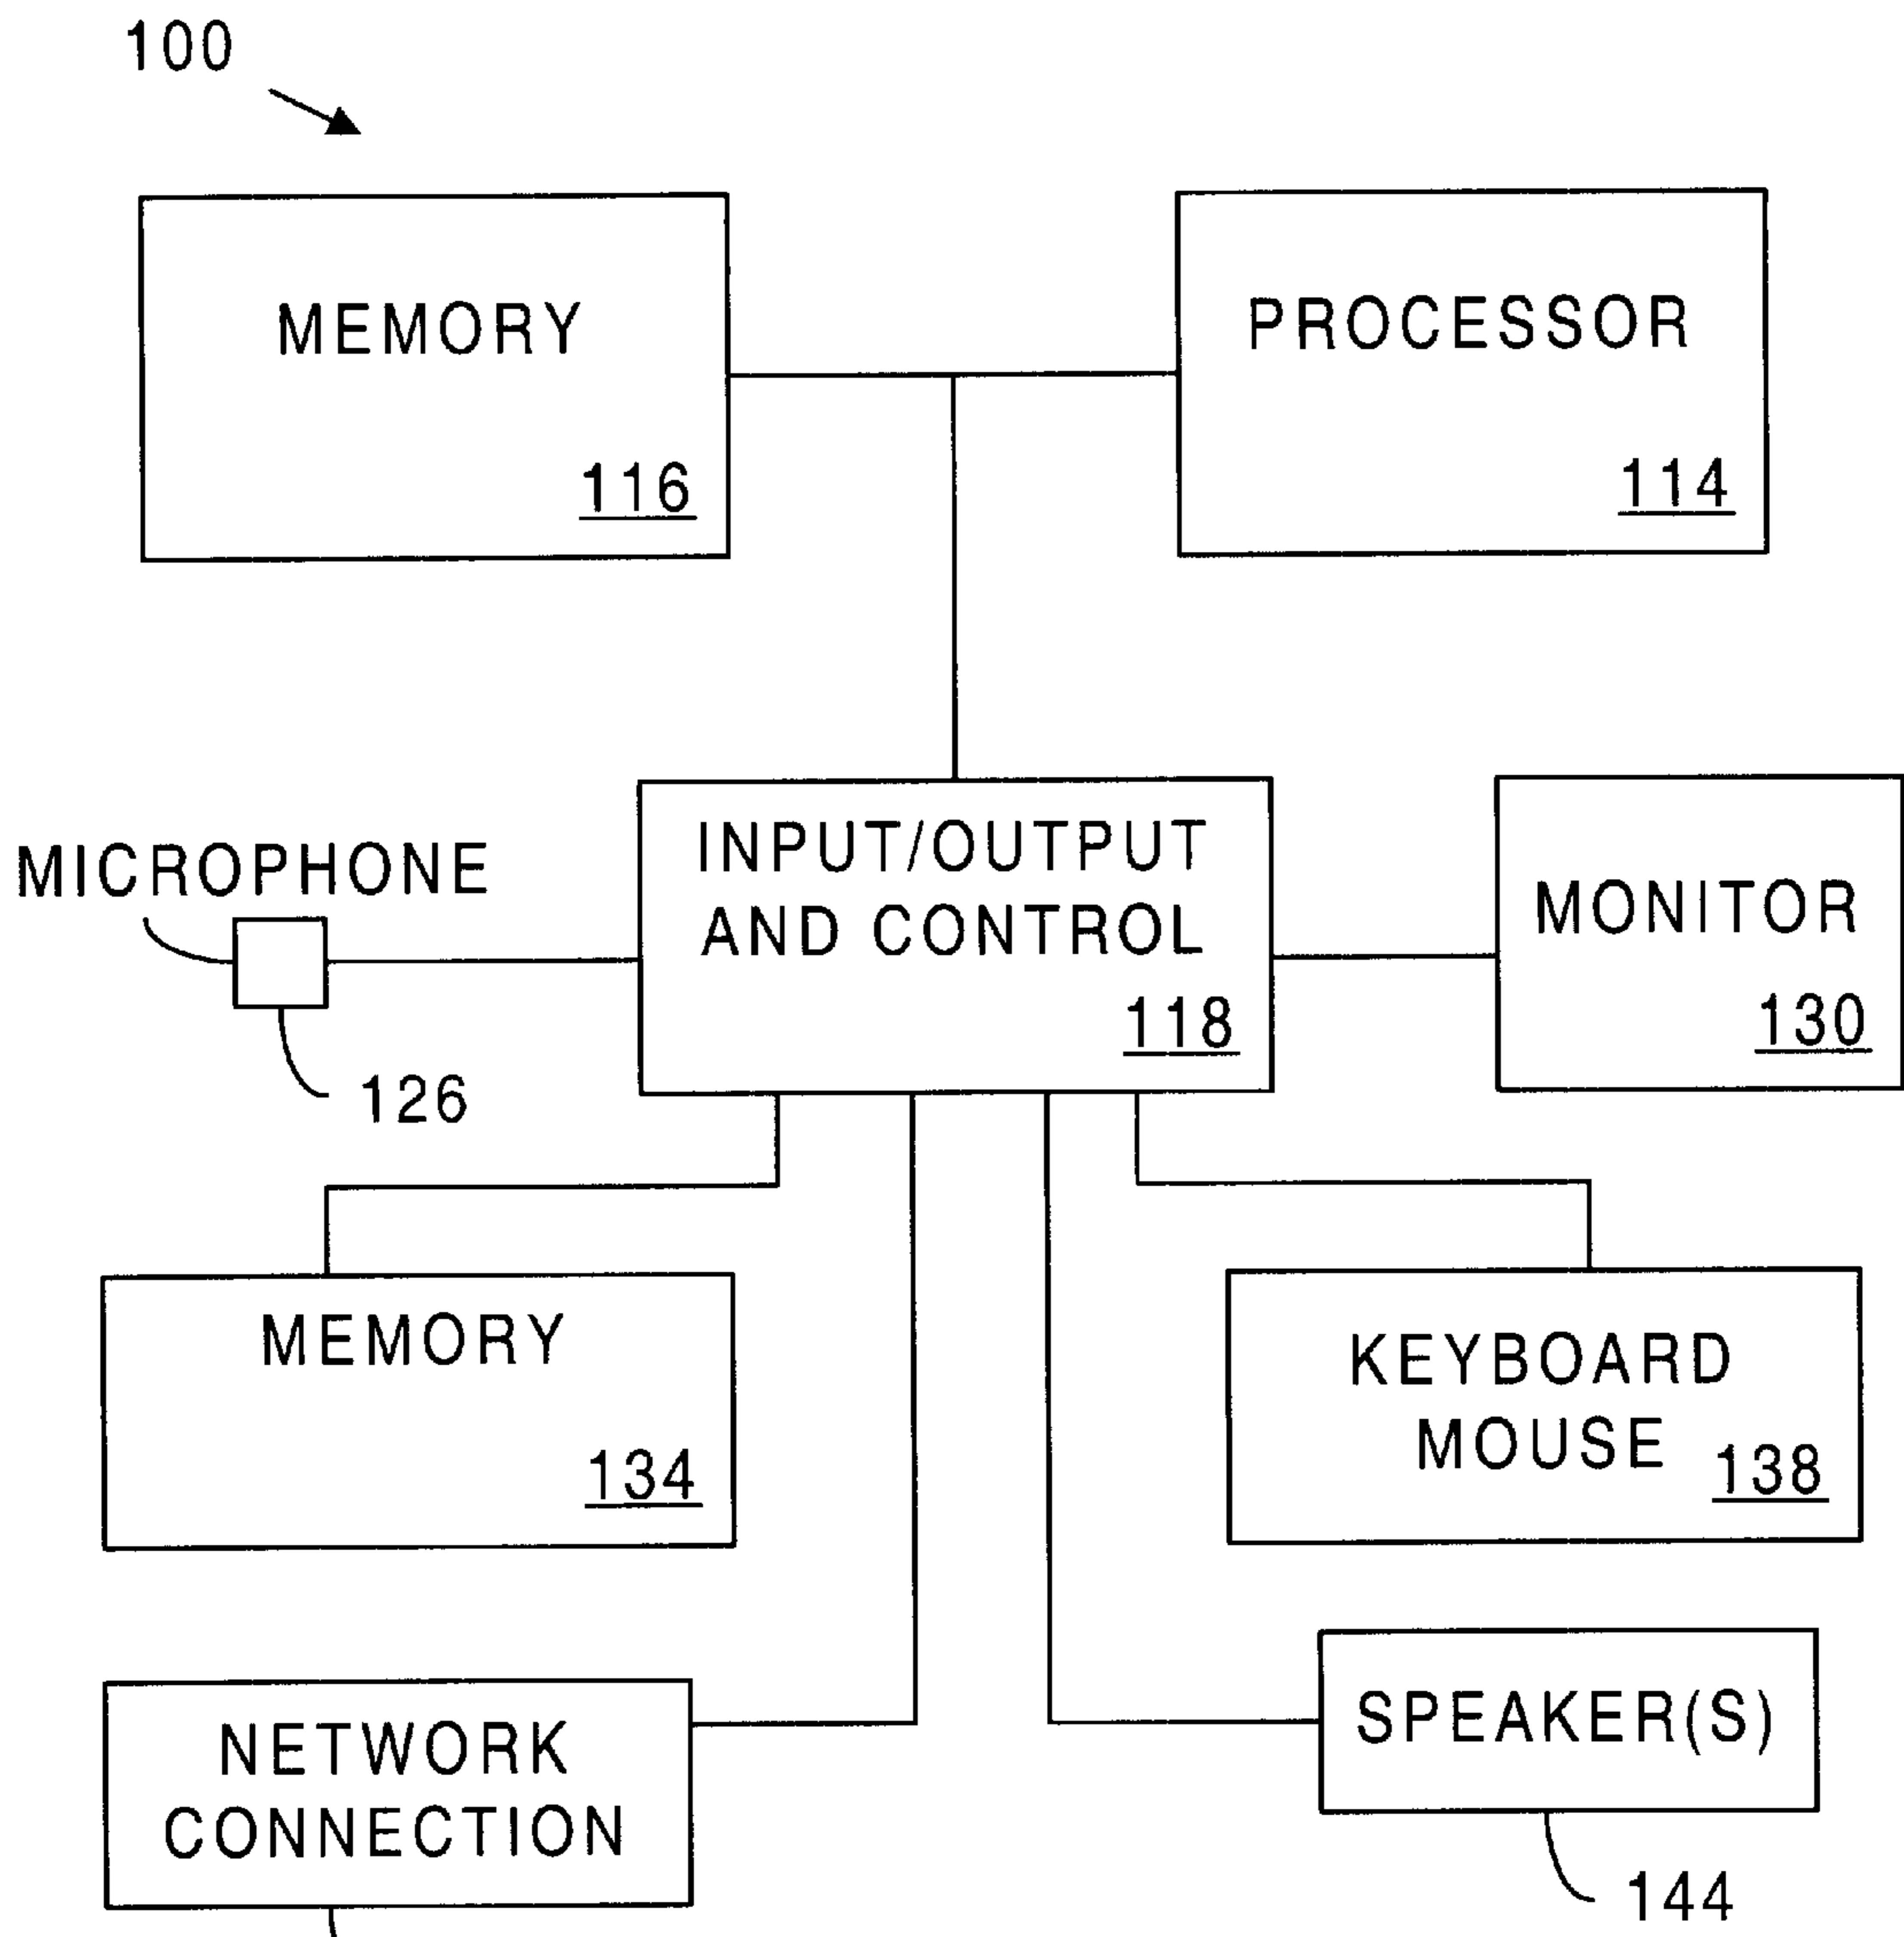 100
MEMORY
116
PROCESSOR
114
MICROPHONE
126
INPUT/OUTPUT
AND CONTROL
118
MONITOR
130
MEMORY
134
KEYBOARD
MOUSE
138
NETWORK
CONNECTION
SPEAKER(S)
144